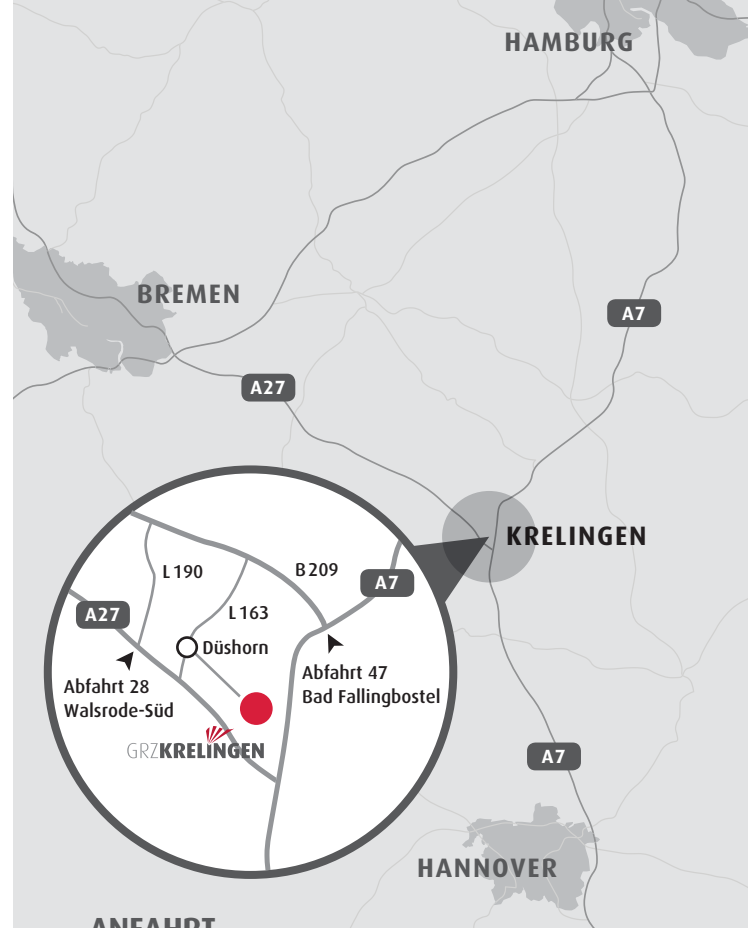 HAMBURG
BREMEN
A7
A27
KRELINGEN
L 190
B 209
A7
A27
L 163
Düshorn
Abfahrt 47
Bad Fallingbostel
Abfahrt 28
Walsrode-Süd
GRZKRELINGEN
A7
HANNOVER
ANFAHRT